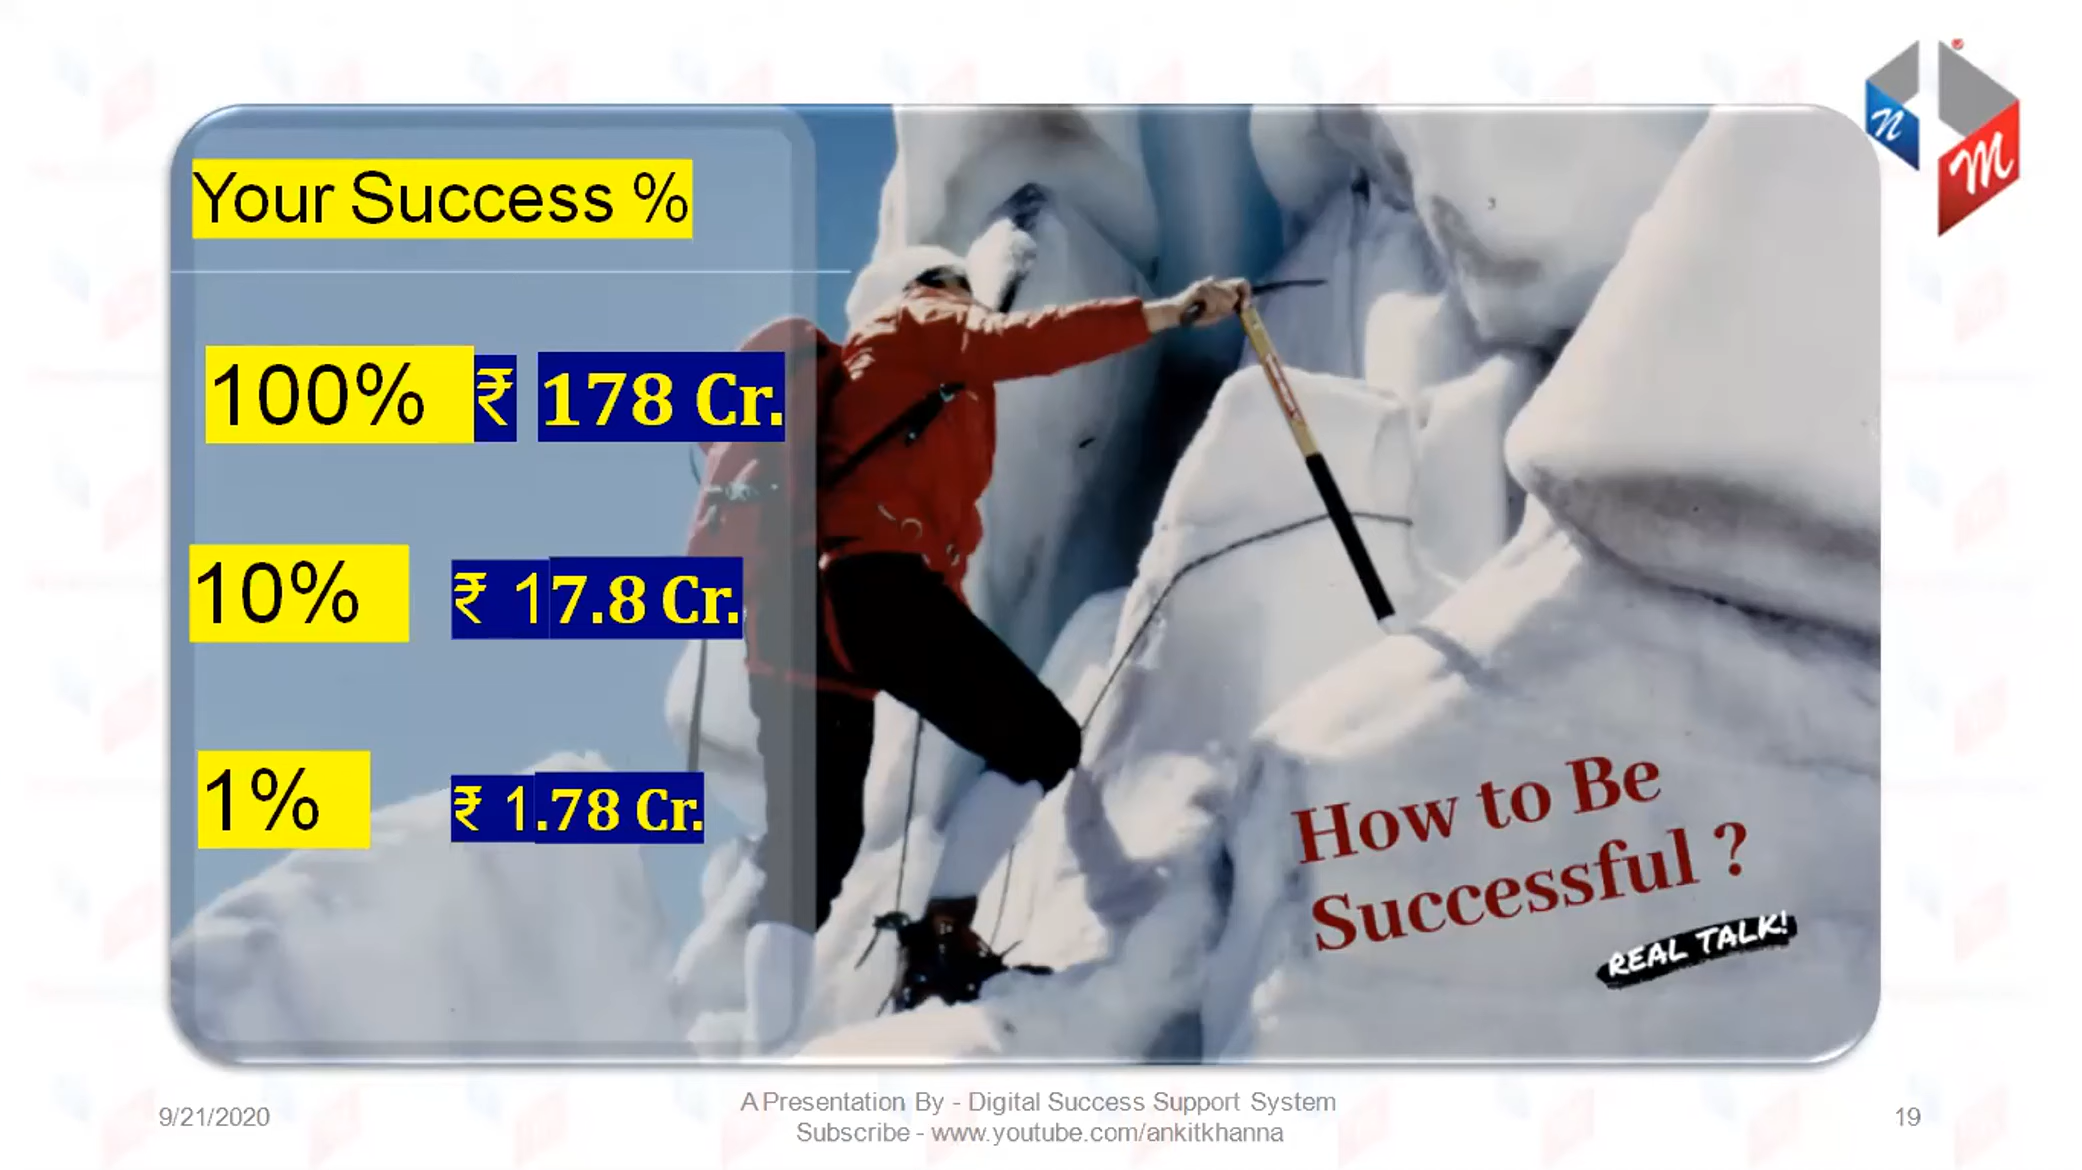 Your Success %
100% ₹ 178 Cr.
10% ₹ 17.8 Cr.
1% ₹ 1.78 Cr.
How to Be
Successful ?
REAL TALK!
n
M
9/21/2020
A Presentation By - Digital Success Support System
Subscribe - www.youtube.com/ankitkhanna
19